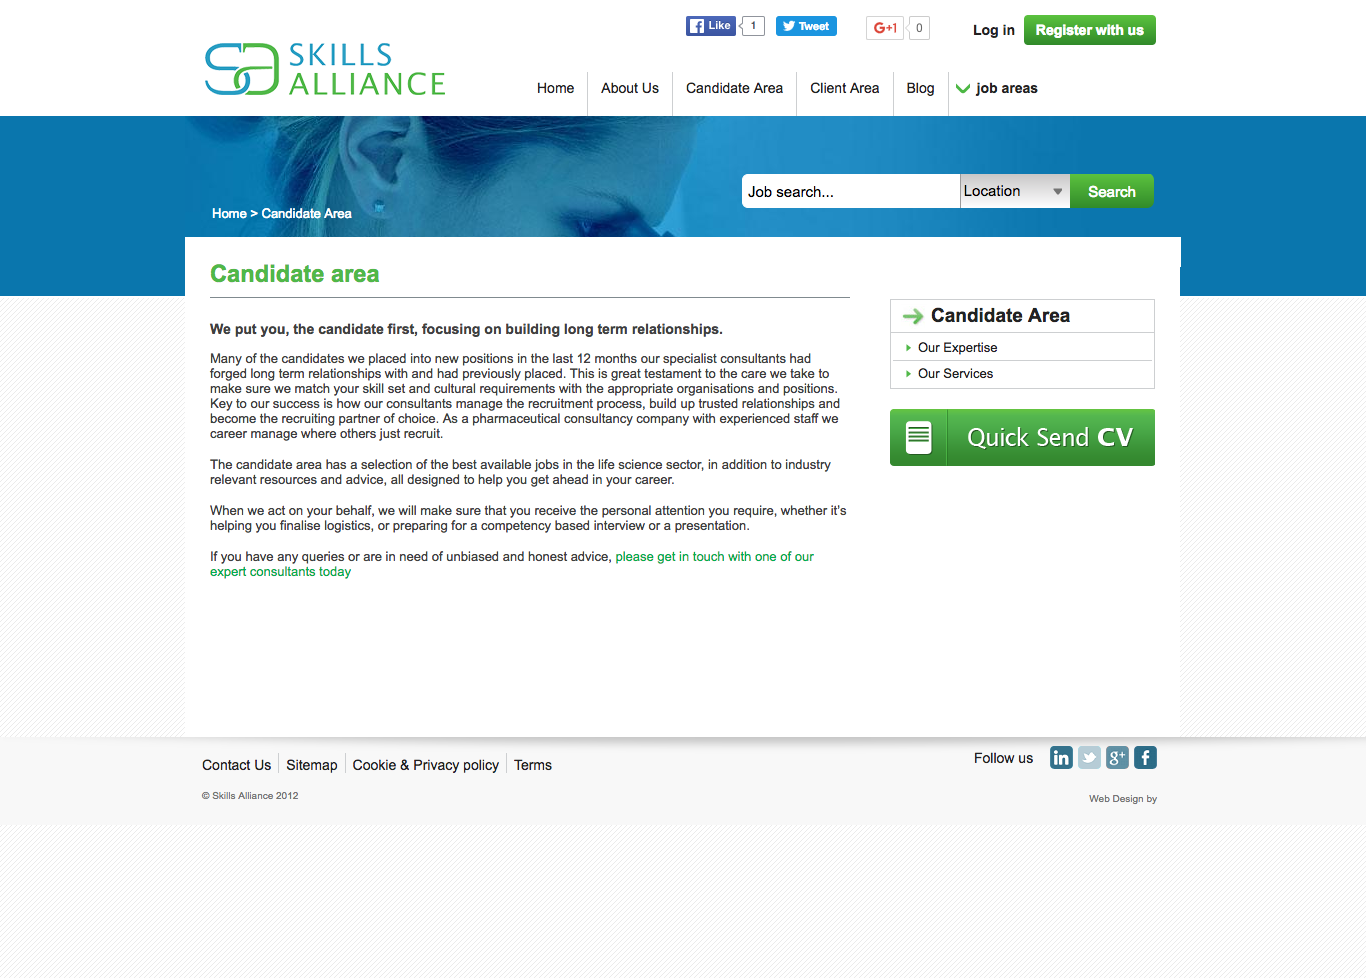 Like 1 Tweet G+1 0 Log in Register with us
SKILLS
ALLIANCE
Home About Us Candidate Area Client Area Blog job areas
Job search... Location Search
Home > Candidate Area
Candidate area
We put you, the candidate first, focusing on building long term relationships.
Many of the candidates we placed into new positions in the last 12 months our specialist consultants had
forged long term relationships with and had previously placed. This is great testament to the care we take to
make sure we match your skill set and cultural requirements with the appropriate organisations and positions.
Key to our success is how our consultants manage the recruitment process, build up trusted relationships and
become the recruiting partner of choice. As a pharmaceutical consultancy company with experienced staff we
career manage where others just recruit.
The candidate area has a selection of the best available jobs in the life science sector, in addition to industry
relevant resources and advice, all designed to help you get ahead in your career.
When we act on your behalf, we will make sure that you receive the personal attention you require, whether it's
helping you finalise logistics, or preparing for a competency based interview or a presentation.
If you have any queries or are in need of unbiased and honest advice, please get in touch with one of our
expert consultants today
Candidate Area
Our Expertise
Our Services
Quick Send CV
Contact Us Sitemap Cookie & Privacy policy Terms
Follow us
© Skills Alliance 2012
Web Design by